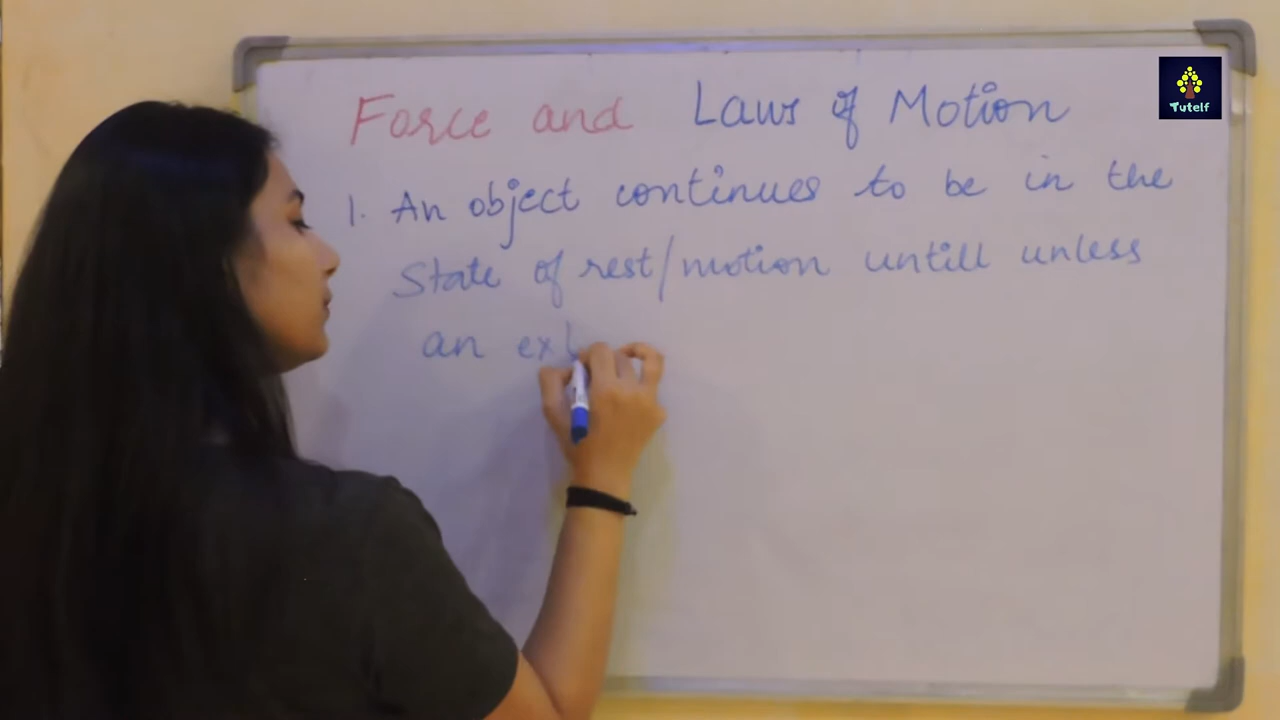 Force and Laws of Motion
1. An object continues to be in the
State of rest/motion untill unless
an ext
Tutelf